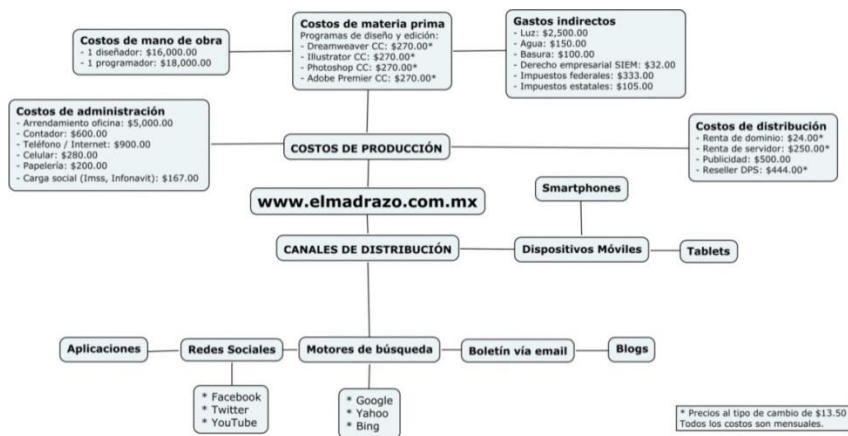 Costos de mano de obra
- 1 diseñador: $16,000.00
- 1 programador: $18,000.00
Costos de materia prima
Programas de diseño y edición:
- Dreamweaver CC: $270.00*
- Illustrator CC: $270.00*
- Photoshop CC: $270.00*
- Adobe Premier CC: $270.00*
Gastos indirectos
- Luz: $2,500.00
- Agua: $150.00
- Basura: $100.00
- Derecho empresarial SIEM: $32.00
- Impuestos federales: $333.00
- Impuestos estatales: $105.00
Costos de administración
- Arrendamiento oficina: $5,000.00
- Contador: $600.00
- Teléfono / Internet: $900.00
- Celular: $280.00
- Papelería: $200.00
- Carga social (Imss, Infonavit): $167.00
COSTOS DE PRODUCCIÓN
Costos de distribución
- Renta de dominio: $24.00*
- Renta de servidor: $250.00*
- Publicidad: $500.00
- Reseller DPS: $444.00*
www.elmadrazo.com.mx
Smartphones
CANALES DE DISTRIBUCIÓN
Dispositivos Móviles
Tablets
Aplicaciones
Redes Sociales
Motores de búsqueda
Boletín vía email
Blogs
* Facebook
* Twitter
* YouTube
* Google
* Yahoo
* Bing
* Precios al tipo de cambio de $13.50
Todos los costos son mensuales.